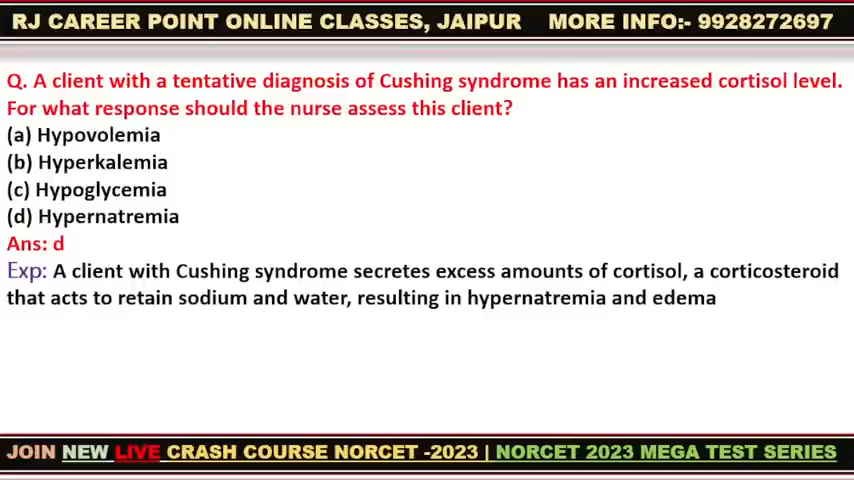 RJ CAREER POINT ONLINE CLASSES, JAIPUR MORE INFO:- 9928272697
Q. A client with a tentative diagnosis of Cushing syndrome has an increased cortisol level.
For what response should the nurse assess this client?
(a) Hypovolemia
(b) Hyperkalemia
(c) Hypoglycemia
(d) Hypernatremia
Ans: d
Exp: A client with Cushing syndrome secretes excess amounts of cortisol, a corticosteroid
that acts to retain sodium and water, resulting in hypernatremia and edema
JOIN NEW LIVE CRASH COURSE NORCET -2023 | NORCET 2023 MEGA TEST SERIES